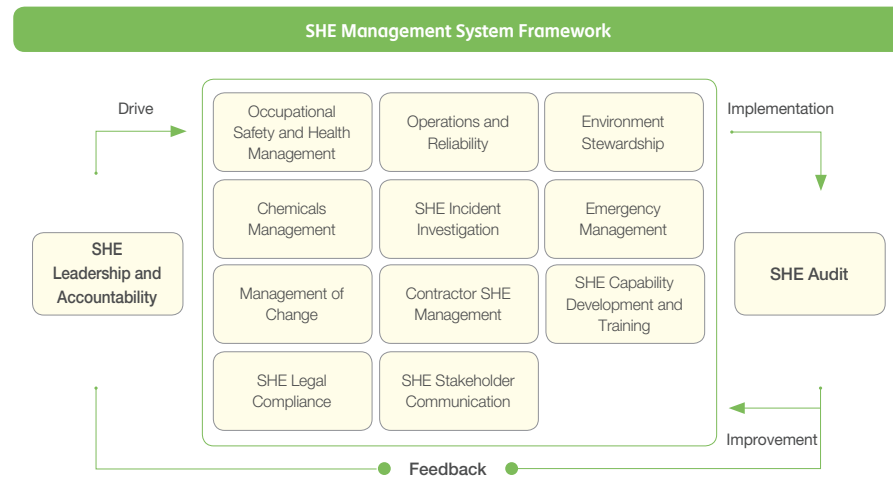 SHE Management System Framework
Drive
Implementation
Occupational
Safety and Health
Management
Operations and
Reliability
Environment
Stewardship
Chemicals
Management
SHE Incident
Investigation
Emergency
Management
SHE
Leadership and
Accountability
SHE Audit
Management of
Change
Contractor SHE
Management
SHE Capability
Development and
Training
SHE Legal
Compliance
SHE Stakeholder
Communication
Improvement
Feedback